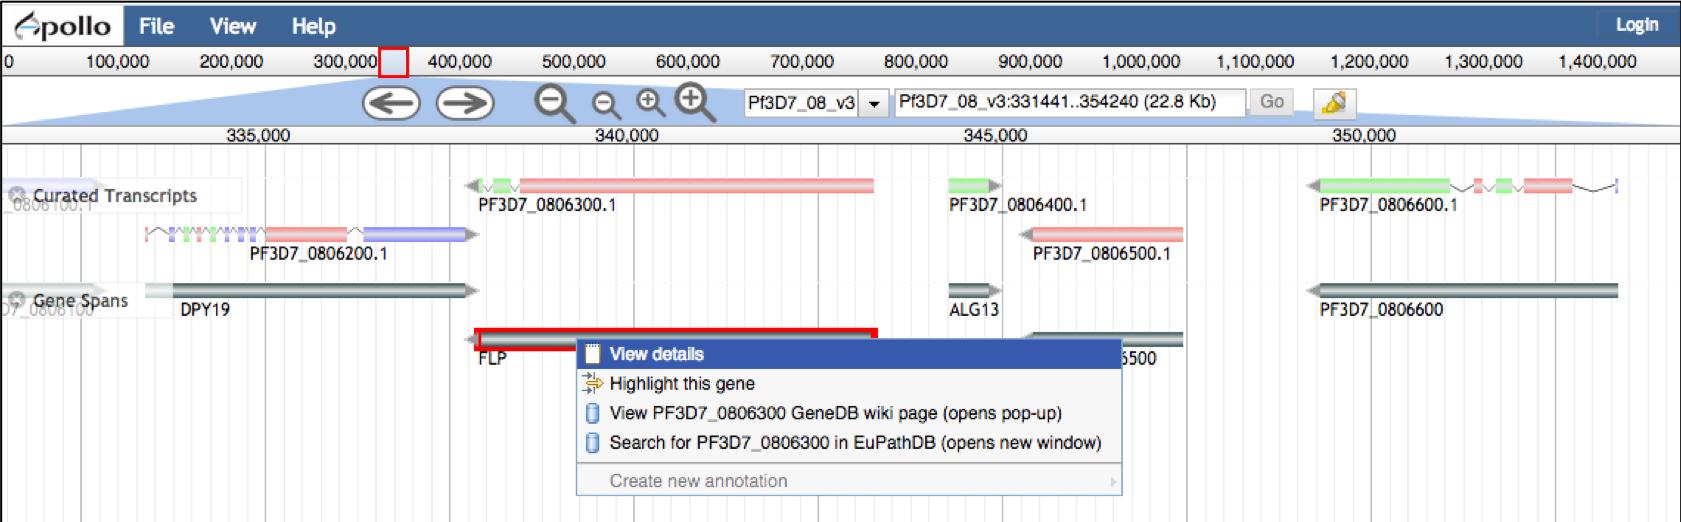 Apollo File View Help Login
0 100,000 200,000 300,000 400,000 500,000 600,000 700,000 800,000 900,000 1,000,000 1,100,000 1,200,000 1,300,000 1,400,000
Pf3D7_08_v3 Pf3D7_08_v3:331441..354240 (22.8 Kb) Go
335,000 340,000 345,000 350,000
Curated Transcripts
_0806100.1 PF3D7_0806300.1 PF3D7_0806400.1 PF3D7_0806600.1
PF3D7_0806200.1 PF3D7_0806500.1
Gene Spans
D7_0806100 DPY19 ALG13 PF3D7_0806600
FLP 6500
View details
Highlight this gene
View PF3D7_0806300 GeneDB wiki page (opens pop-up)
Search for PF3D7_0806300 in EuPathDB (opens new window)
Create new annotation